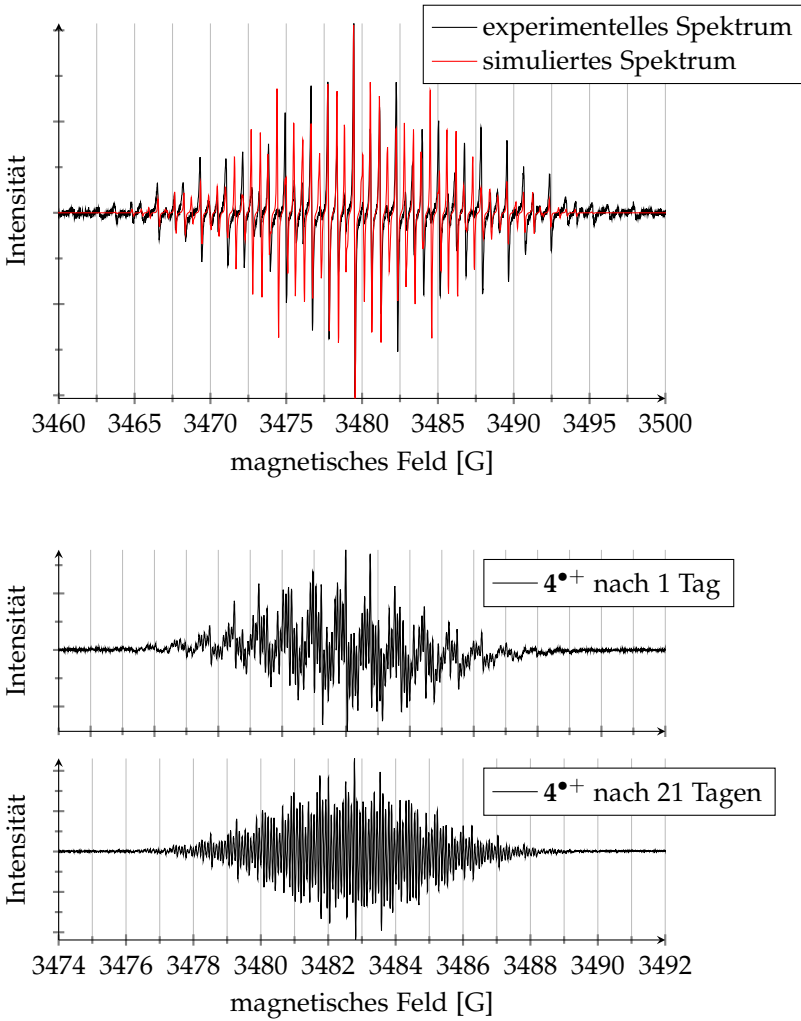 experimentelles Spektrum
simuliertes Spektrum
Intensität
3460 3465 3470 3475 3480 3485 3490 3495 3500
magnetisches Feld [G]
4•+ nach 1 Tag
Intensität
4•+ nach 21 Tagen
Intensität
3474 3476 3478 3480 3482 3484 3486 3488 3490 3492
magnetisches Feld [G]